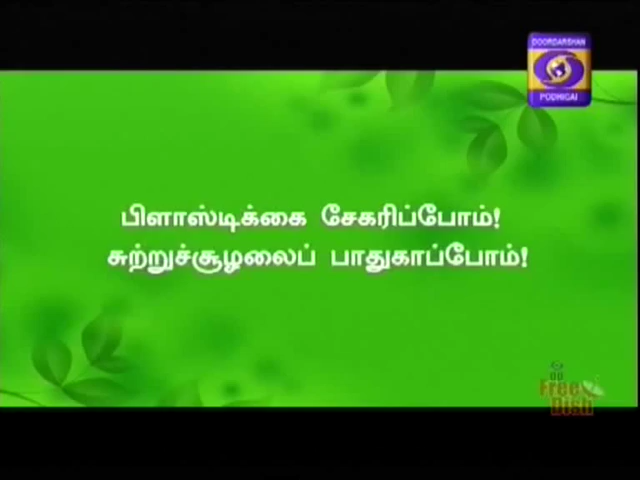 DOORDARSHAN
PODHIGAI
பிளாஸ்டிக்கை சேகரிப்போம்!
சுற்றுச்சூழலைப் பாதுகாப்போம்!
DD
Free
Dish